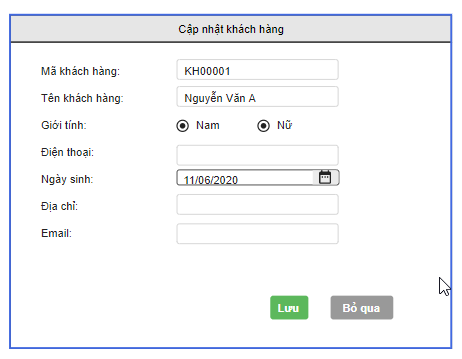 Cập nhật khách hàng
Mã khách hàng: KH00001
Tên khách hàng: Nguyễn Văn A
Giới tính: Nam Nữ
Điện thoại:
Ngày sinh: 11/06/2020
Địa chỉ:
Email:
Lưu Bỏ qua